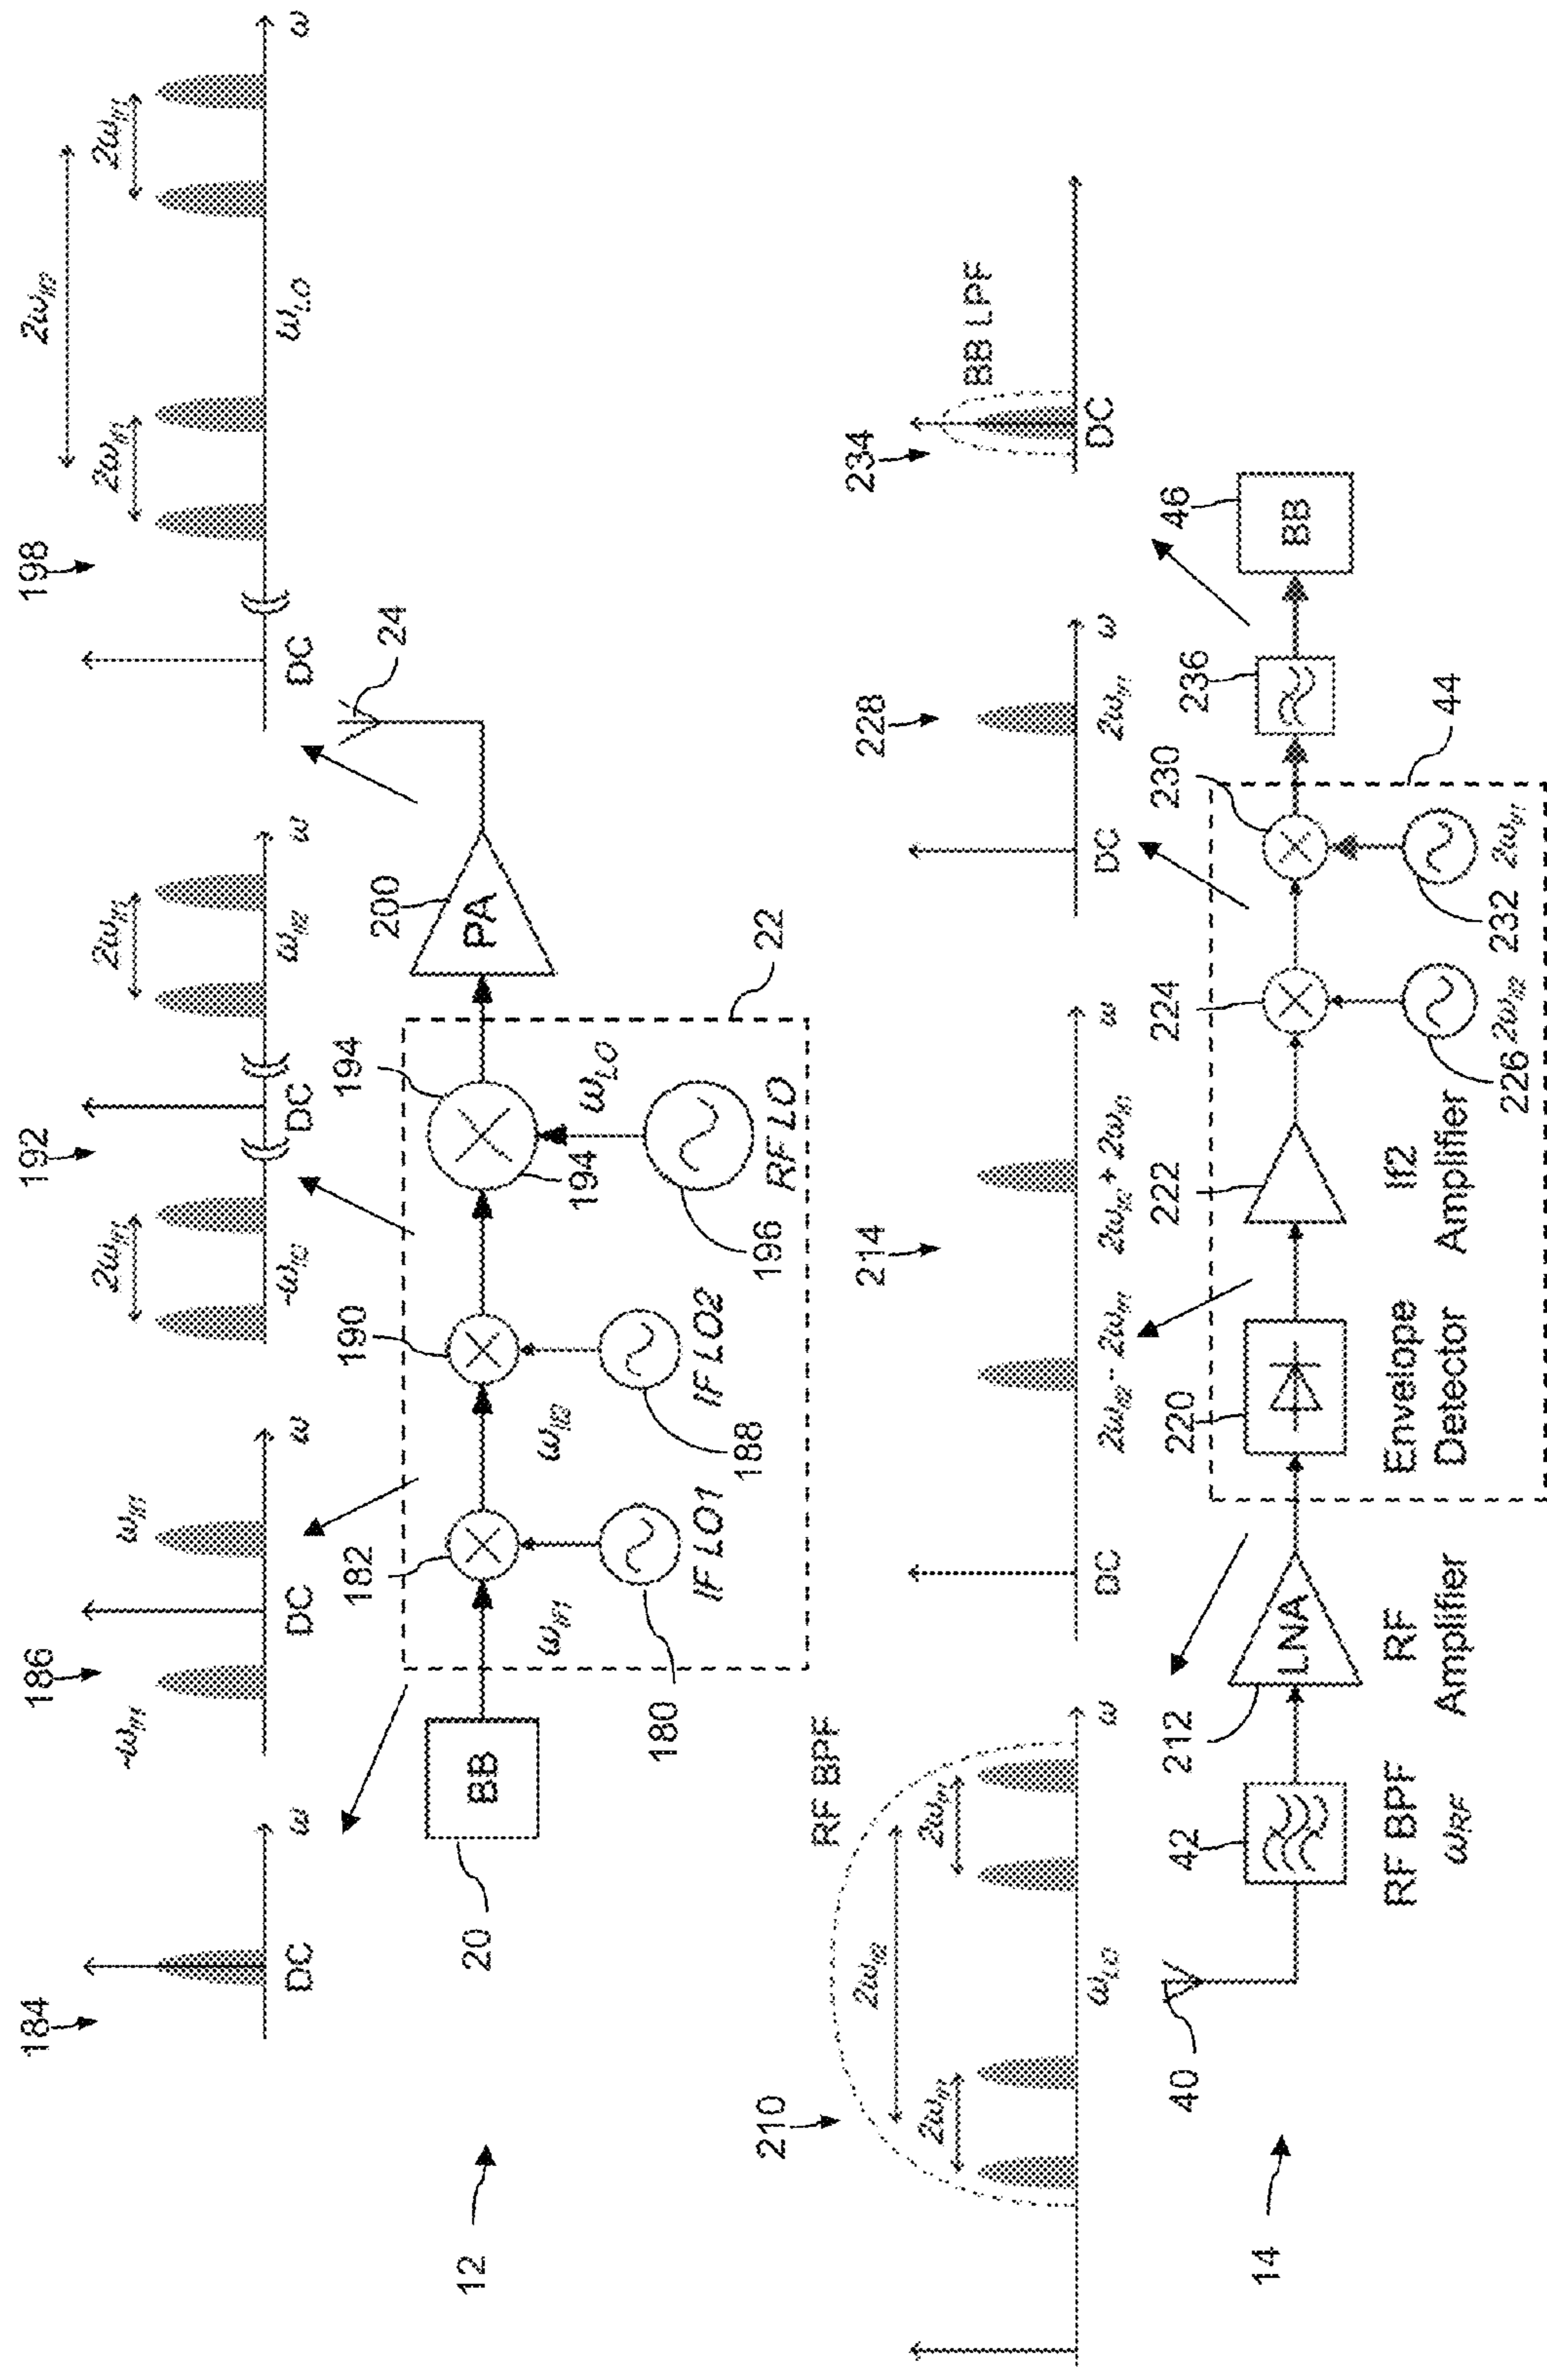 184
DC
ω
186
-ωIF1
DC
ωIF1
ω
192
2ωIF1
-ωIF2
DC
2ωIF1
ωIF2
ω
198
DC
2ωIF2
2ωIF1
ωLO
2ωIF1
ω
12
20
BB
182
ωIF1
180
IF LO1
190
ωIF2
188
IF LO2
194
194
ωLO
196
RF LO
22
200
PA
24
210
2ωIF1
2ωIF2
2ωIF1
RF BPF
ωLO
ω
214
DC
2ωIF2- 2ωIF1
2ωIF2+ 2ωIF1
ω
228
DC
2ωIF1
ω
234
BB LPF
DC
14
40
42
RF BPF
ωRF
212
LNA
RF
Amplifier
220
Envelope
Detector
222
If2
Amplifier
224
226
2ωIF2
230
232
2ωIF1
44
236
46
BB